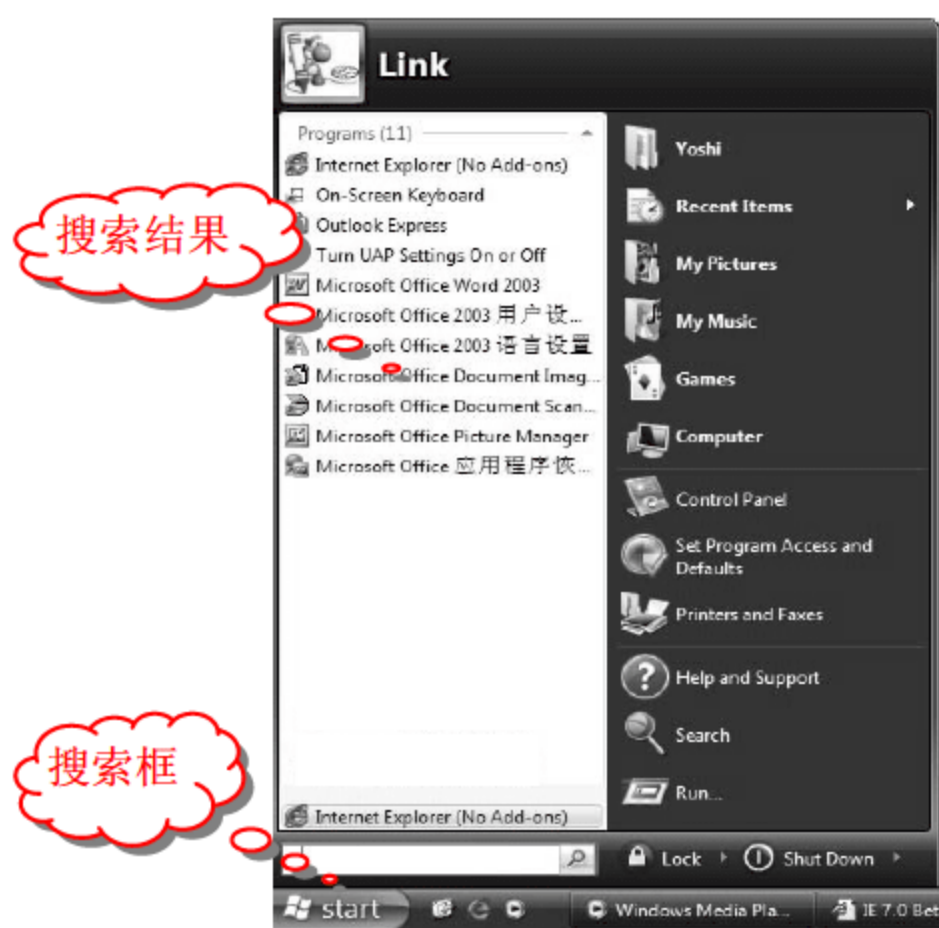 Link
Programs (11)
Internet Explorer (No Add-ons)
On-Screen Keyboard
Outlook Express
Turn UAP Settings On or Off
Microsoft Office Word 2003
Microsoft Office 2003 用户设...
Microsoft Office 2003 语言设置
Microsoft Office Document Imag...
Microsoft Office Document Scan...
Microsoft Office Picture Manager
Microsoft Office 应用程序恢...
Internet Explorer (No Add-ons)
搜索结果
搜索框
Yoshi
Recent Items
My Pictures
My Music
Games
Computer
Control Panel
Set Program Access and
Defaults
Printers and Faxes
Help and Support
Search
Run...
Lock
Shut Down
start
Windows Media Pla...
IE 7.0 Bet